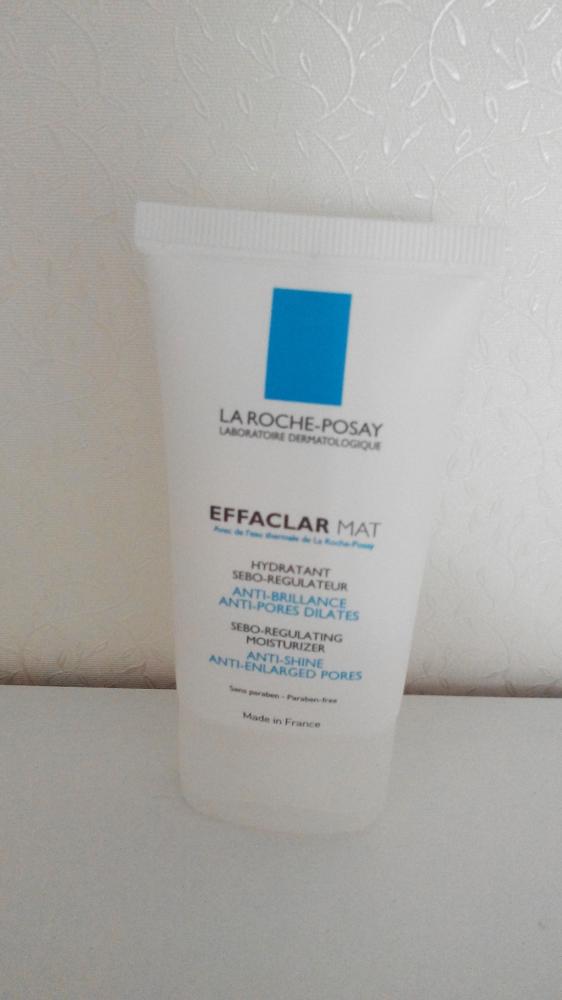 LA ROCHE-POSAY
LABORATOIRE DERMATOLOGIQUE
EFFACLAR MAT
Avec de l'eau thermale de La Roche-Posay
HYDRATANT
SEBO-REGULATEUR
ANTI-BRILLANCE
ANTI-PORES DILATES
SEBO-REGULATING
MOISTURIZER
ANTI-SHINE
ANTI-ENLARGED PORES
Sans paraben - Paraben-free
Made in France